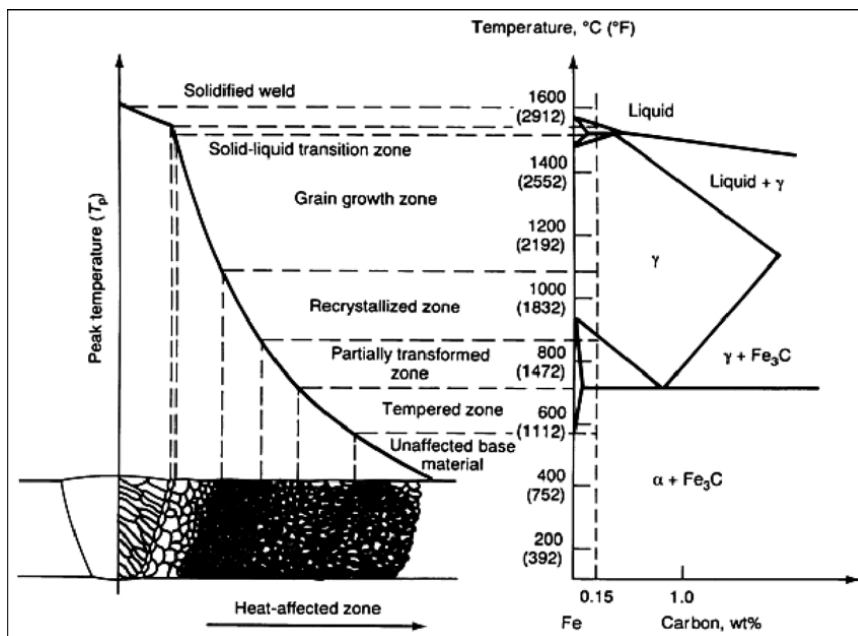 Temperature, °C (°F)
Peak temperature (Tp)
Solidified weld
Solid-liquid transition zone
Grain growth zone
Recrystallized zone
Partially transformed
zone
Tempered zone
Unaffected base
material
Heat-affected zone
1600
(2912)
1400
(2552)
1200
(2192)
1000
(1832)
800
(1472)
600
(1112)
400
(752)
200
(392)
Liquid
Liquid + γ
γ
γ + Fe₃C
α + Fe₃C
0.15
1.0
Fe
Carbon, wt%